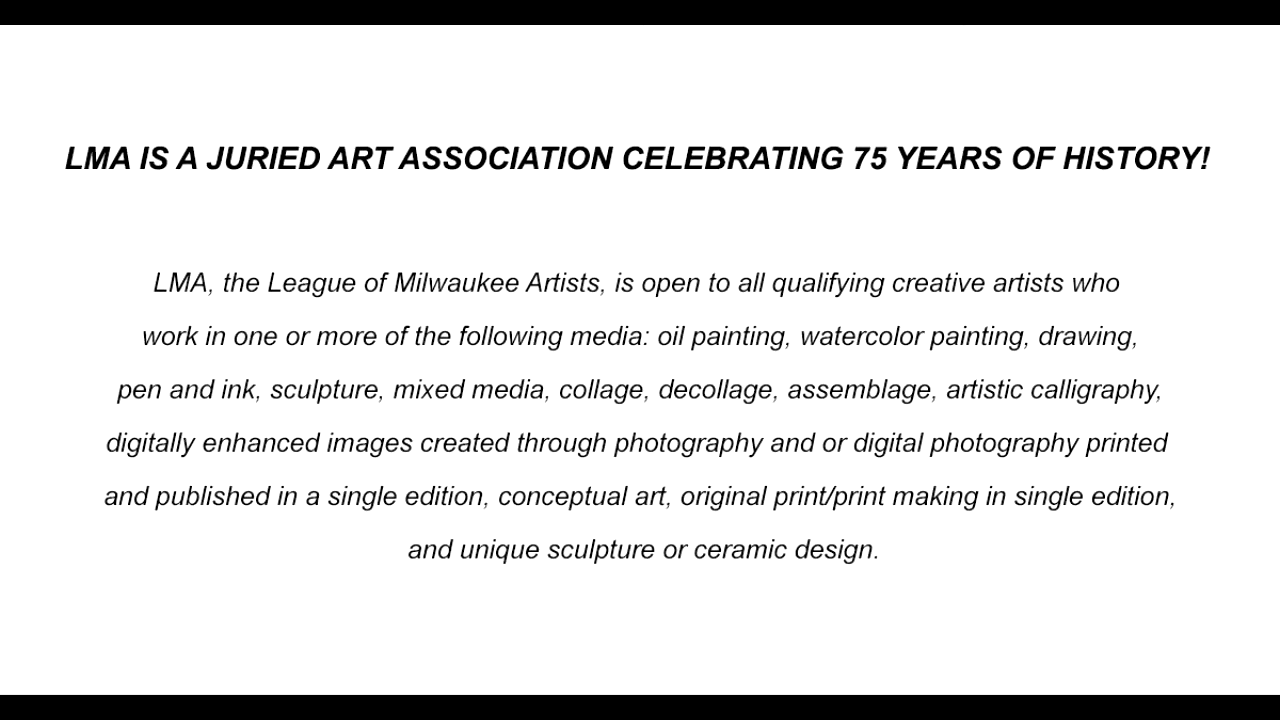 LMA IS A JURIED ART ASSOCIATION CELEBRATING 75 YEARS OF HISTORY!
LMA, the League of Milwaukee Artists, is open to all qualifying creative artists who
work in one or more of the following media: oil painting, watercolor painting, drawing,
pen and ink, sculpture, mixed media, collage, decollage, assemblage, artistic calligraphy,
digitally enhanced images created through photography and or digital photography printed
and published in a single edition, conceptual art, original print/print making in single edition,
and unique sculpture or ceramic design.